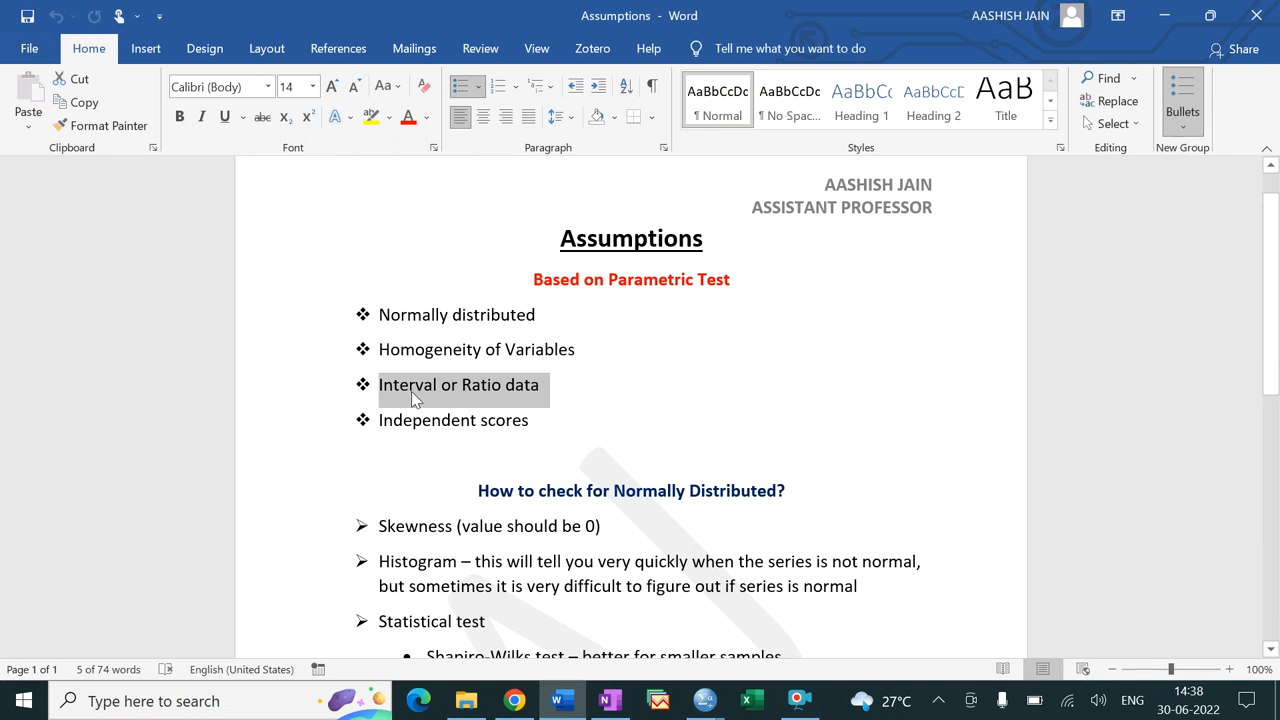 Assumptions - Word
AASHISH JAIN
File Home Insert Design Layout References Mailings Review View Zotero Help Tell me what you want to do Share
Paste
Cut
Copy
Format Painter
Clipboard
Calibri (Body) 14
Font
Paragraph
AaBbCcDc AaBbCcDc AaBbCc AaBbCcD AaB
¶ Normal ¶ No Spac... Heading 1 Heading 2 Title
Styles
Find
Replace
Select
Editing
Bullets
New Group
AASHISH JAIN
ASSISTANT PROFESSOR
Assumptions
Based on Parametric Test
❖ Normally distributed
❖ Homogeneity of Variables
❖ Interval or Ratio data
❖ Independent scores
How to check for Normally Distributed?
➢ Skewness (value should be 0)
➢ Histogram – this will tell you very quickly when the series is not normal,
but sometimes it is very difficult to figure out if series is normal
➢ Statistical test
• Shapiro-Wilks test – better for smaller samples
Page 1 of 1 5 of 74 words English (United States) 100%
Type here to search
27°C ENG
14:38
30-06-2022